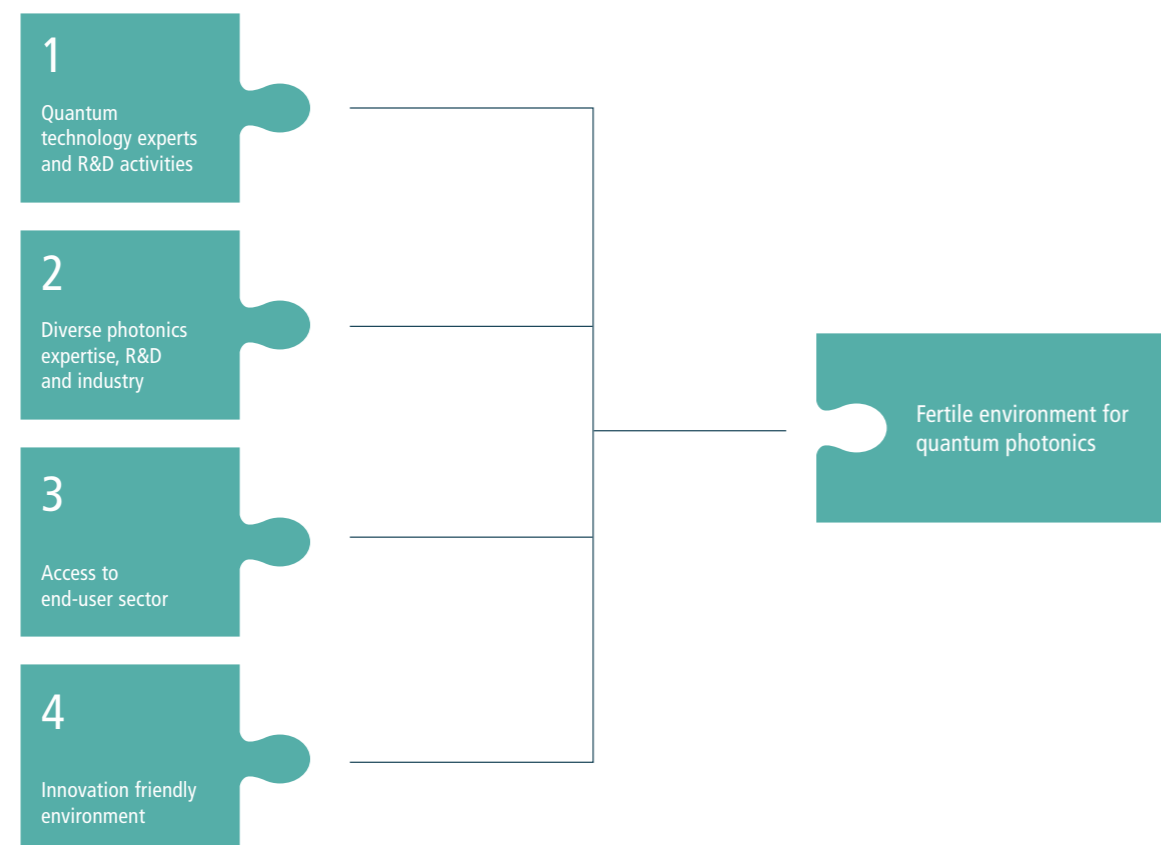 1
Quantum
technology experts
and R&D activities
2
Diverse photonics
expertise, R&D
and industry
3
Access to
end-user sector
4
Innovation friendly
environment
Fertile environment for
quantum photonics